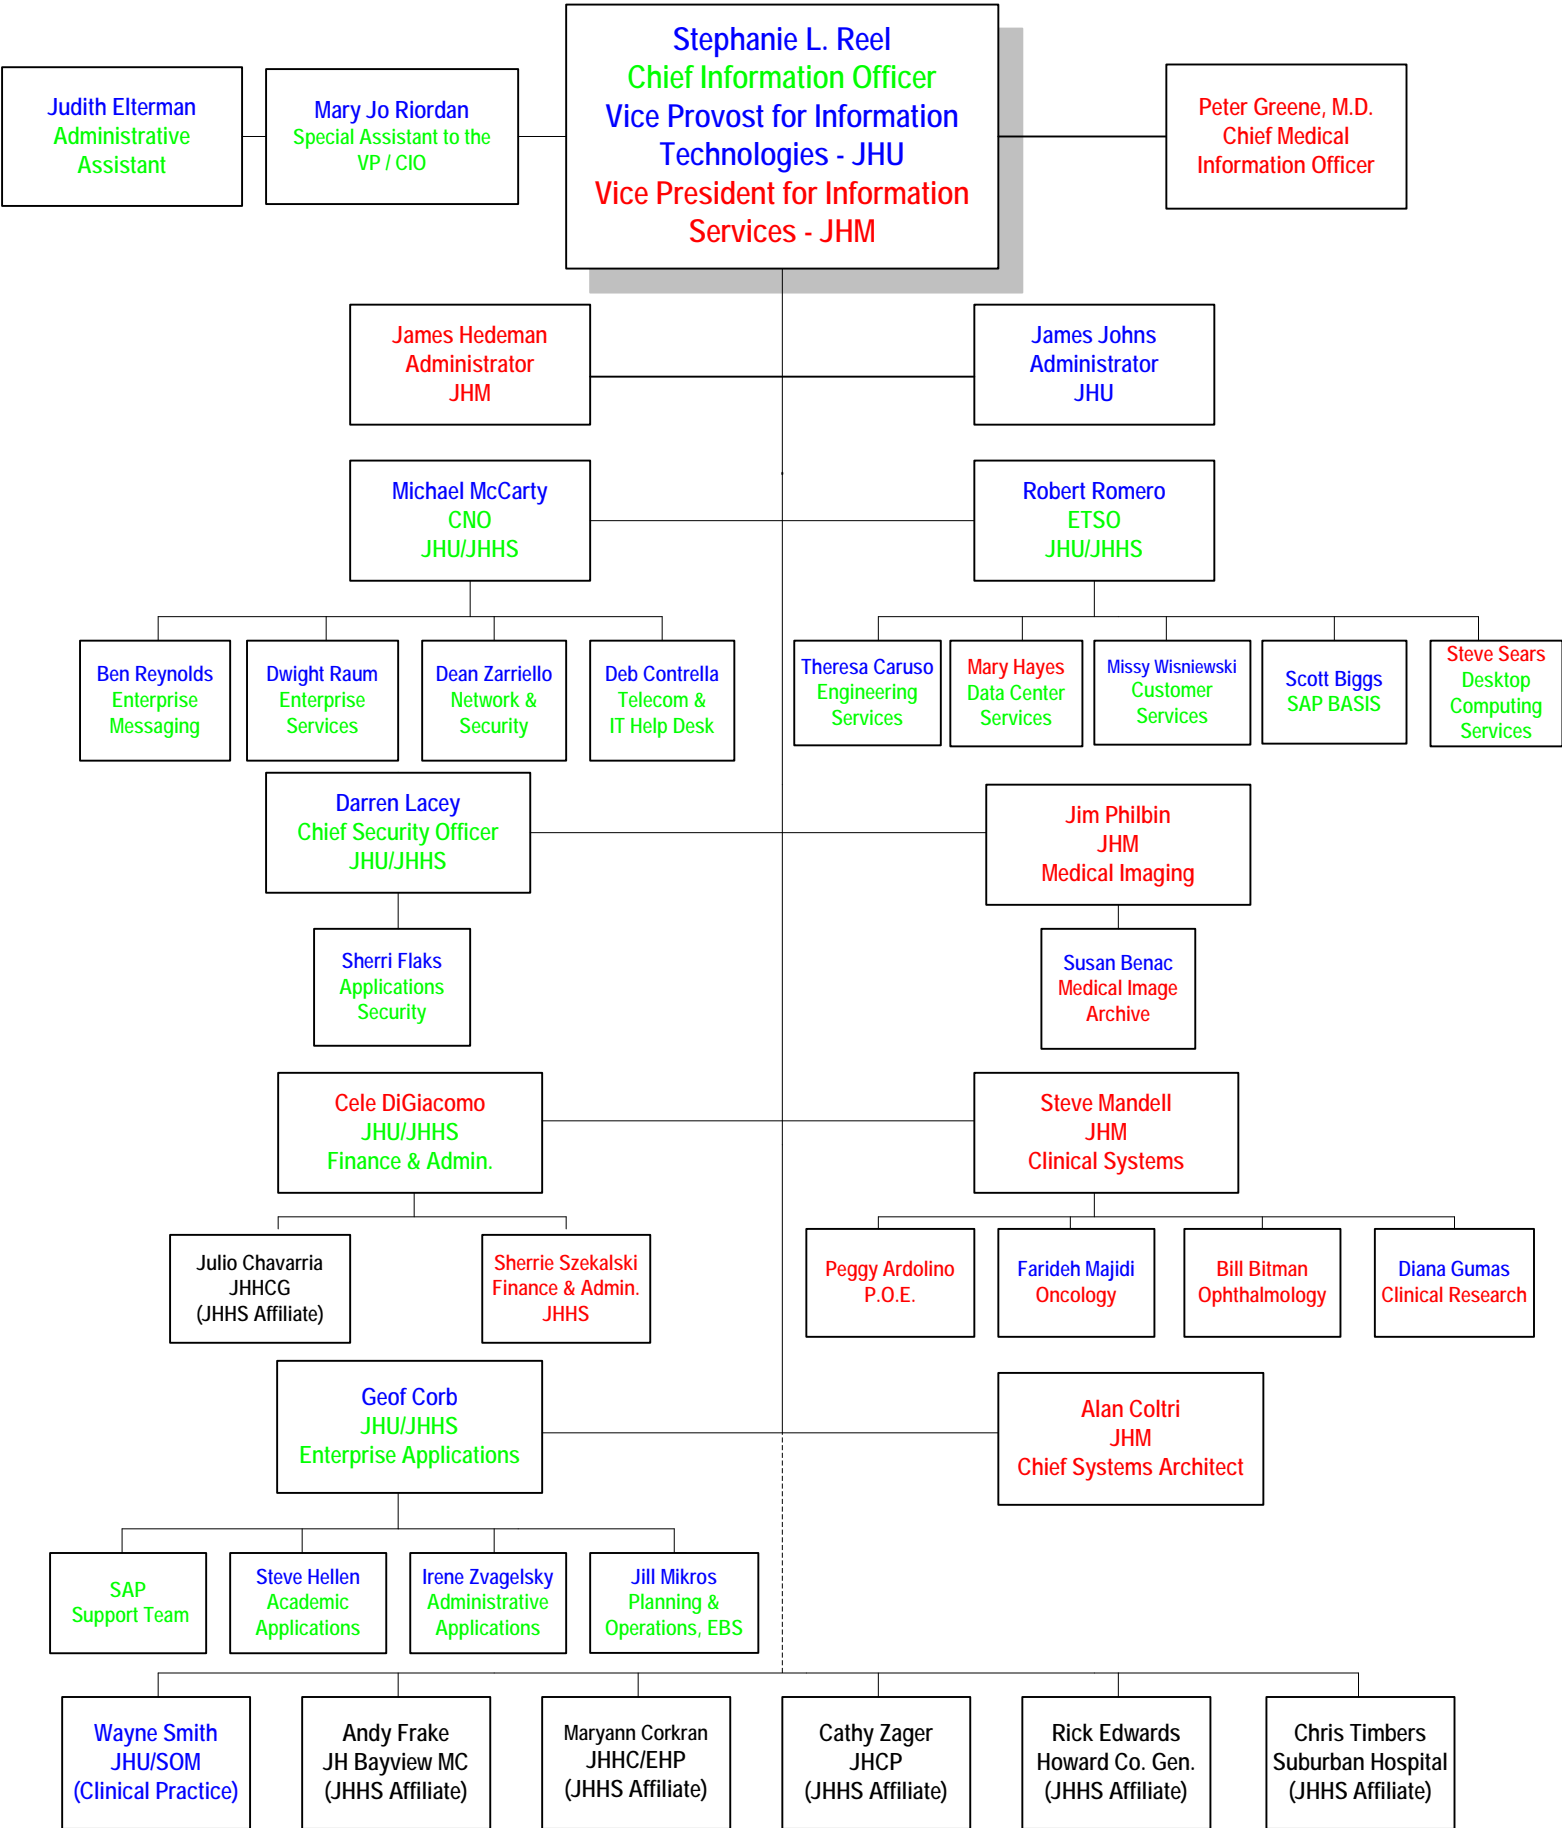 Stephanie L. Reel
Chief Information Officer
Vice Provost for Information
Technologies - JHU
Vice President for Information
Services - JHM
Judith Elterman
Administrative
Assistant
Mary Jo Riordan
Special Assistant to the
VP / CIO
Peter Greene, M.D.
Chief Medical
Information Officer
James Hedeman
Administrator
JHM
James Johns
Administrator
JHU
Michael McCarty
CNO
JHU/JHHS
Robert Romero
ETSO
JHU/JHHS
Ben Reynolds
Enterprise
Messaging
Dwight Raum
Enterprise
Services
Dean Zarriello
Network &
Security
Deb Contrella
Telecom &
IT Help Desk
Theresa Caruso
Engineering
Services
Mary Hayes
Data Center
Services
Missy Wisniewski
Customer
Services
Scott Biggs
SAP BASIS
Steve Sears
Desktop
Computing
Services
Darren Lacey
Chief Security Officer
JHU/JHHS
Jim Philbin
JHM
Medical Imaging
Sherri Flaks
Applications
Security
Susan Benac
Medical Image
Archive
Cele DiGiacomo
JHU/JHHS
Finance & Admin.
Steve Mandell
JHM
Clinical Systems
Julio Chavarria
JHHCG
(JHHS Affiliate)
Sherrie Szekalski
Finance & Admin.
JHHS
Peggy Ardolino
P.O.E.
Farideh Majidi
Oncology
Bill Bitman
Ophthalmology
Diana Gumas
Clinical Research
Geof Corb
JHU/JHHS
Enterprise Applications
Alan Coltri
JHM
Chief Systems Architect
SAP
Support Team
Steve Hellen
Academic
Applications
Irene Zvagelsky
Administrative
Applications
Jill Mikros
Planning &
Operations, EBS
Wayne Smith
JHU/SOM
(Clinical Practice)
Andy Frake
JH Bayview MC
(JHHS Affiliate)
Maryann Corkran
JHHC/EHP
(JHHS Affiliate)
Cathy Zager
JHCP
(JHHS Affiliate)
Rick Edwards
Howard Co. Gen.
(JHHS Affiliate)
Chris Timbers
Suburban Hospital
(JHHS Affiliate)